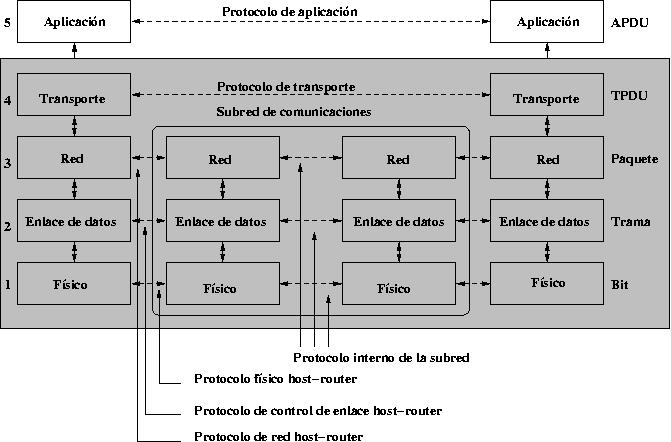 Protocolo de aplicación
5 Aplicación Aplicación APDU
Protocolo de transporte
4 Transporte Transporte TPDU
Subred de comunicaciones
3 Red Red Red Red Paquete
2 Enlace de datos Enlace de datos Enlace de datos Enlace de datos Trama
1 Físico Físico Físico Físico Bit
Protocolo interno de la subred
Protocolo físico host–router
Protocolo de control de enlace host–router
Protocolo de red host–router